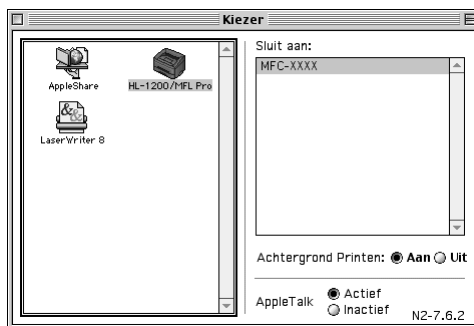 Kiezer
AppleShare
HL-1200/MFL Pro
LaserWriter 8
Sluit aan:
MFC-XXXX
Achtergrond Printen: Aan Uit
AppleTalk
Actief
Inactief
N2-7.6.2